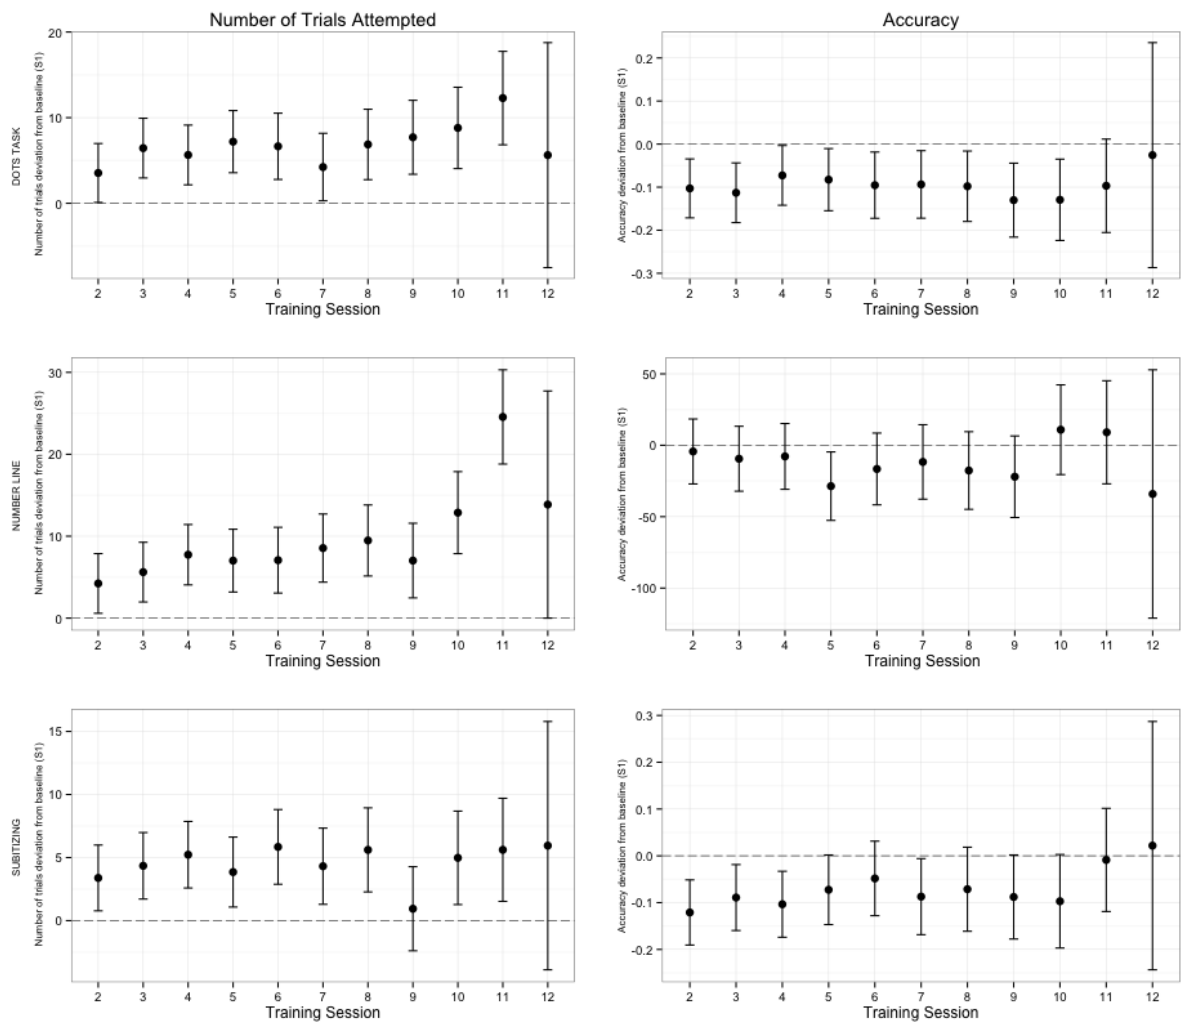 Number of Trials Attempted
Accuracy
DOTS TASK
Number of trials deviation from baseline (S1)
20
10
0
2 3 4 5 6 7 8 9 10 11 12
Training Session
Accuracy deviation from baseline (S1)
0.2
0.1
0.0
-0.1
-0.2
-0.3
2 3 4 5 6 7 8 9 10 11 12
Training Session
NUMBER LINE
Number of trials deviation from baseline (S1)
30
20
10
0
2 3 4 5 6 7 8 9 10 11 12
Training Session
Accuracy deviation from baseline (S1)
50
0
-50
-100
2 3 4 5 6 7 8 9 10 11 12
Training Session
SUBITIZING
Number of trials deviation from baseline (S1)
15
10
5
0
2 3 4 5 6 7 8 9 10 11 12
Training Session
Accuracy deviation from baseline (S1)
0.3
0.2
0.1
0.0
-0.1
-0.2
2 3 4 5 6 7 8 9 10 11 12
Training Session